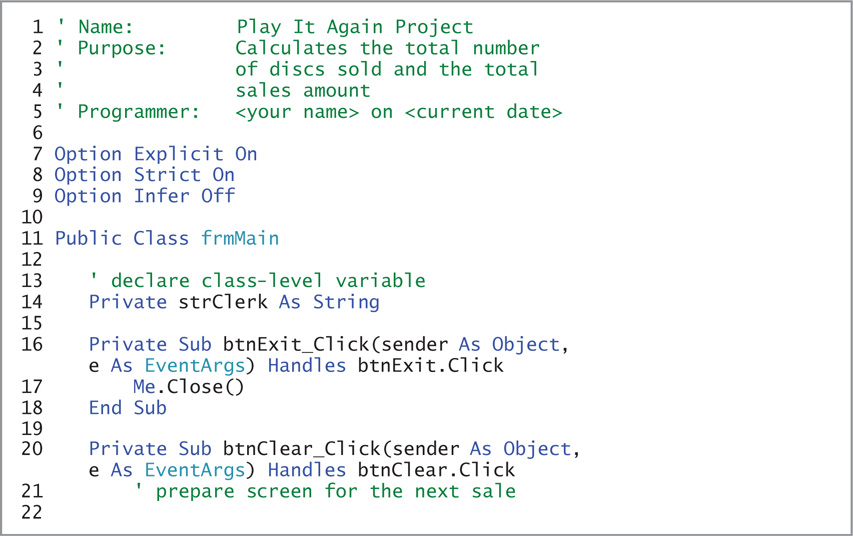 1 ' Name:         Play It Again Project
2 ' Purpose:      Calculates the total number
3 '               of discs sold and the total
4 '               sales amount
5 ' Programmer:   <your name> on <current date>
6
7 Option Explicit On
8 Option Strict On
9 Option Infer Off
10
11 Public Class frmMain
12
13    ' declare class-level variable
14    Private strClerk As String
15
16    Private Sub btnExit_Click(sender As Object,
      e As EventArgs) Handles btnExit.Click
17        Me.Close()
18    End Sub
19
20    Private Sub btnClear_Click(sender As Object,
      e As EventArgs) Handles btnClear.Click
21        ' prepare screen for the next sale
22